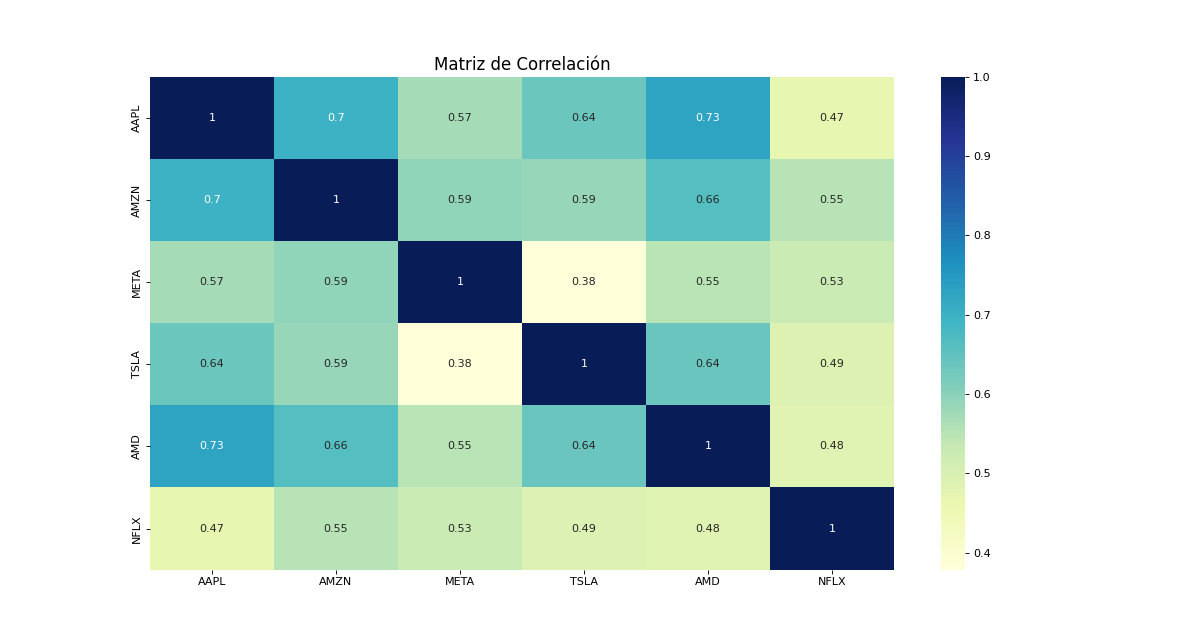 Matriz de Correlación
AAPL 1 0.7 0.57 0.64 0.73 0.47
AMZN 0.7 1 0.59 0.59 0.66 0.55
META 0.57 0.59 1 0.38 0.55 0.53
TSLA 0.64 0.59 0.38 1 0.64 0.49
AMD 0.73 0.66 0.55 0.64 1 0.48
NFLX 0.47 0.55 0.53 0.49 0.48 1
AAPL AMZN META TSLA AMD NFLX
1.0
0.9
0.8
0.7
0.6
0.5
0.4